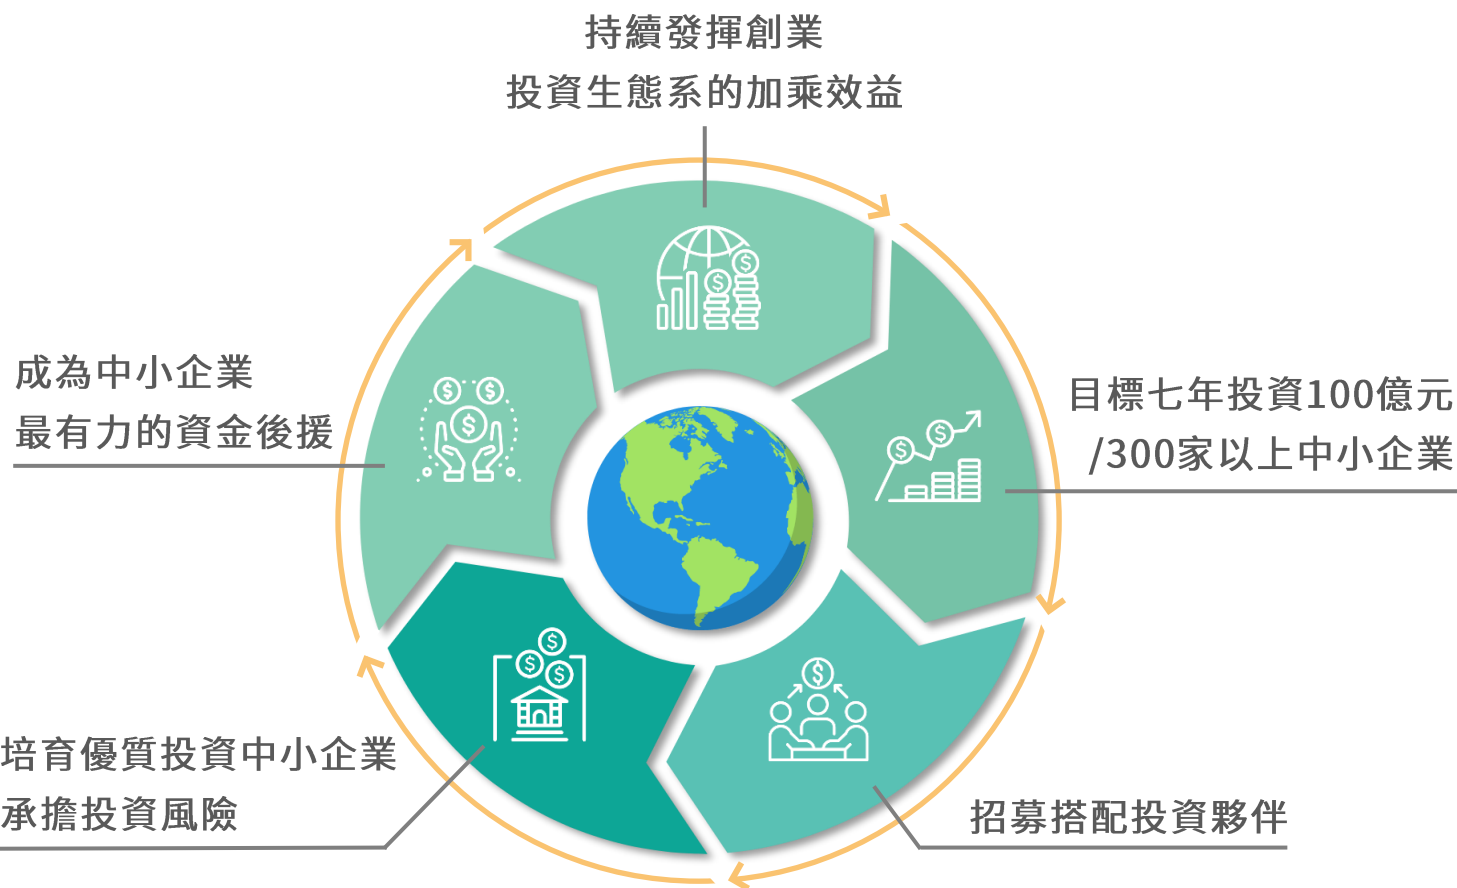 持續發揮創業
投資生態系的加乘效益
目標七年投資100億元
/300家以上中小企業
招募搭配投資夥伴
培育優質投資中小企業
承擔投資風險
成為中小企業
最有力的資金後援